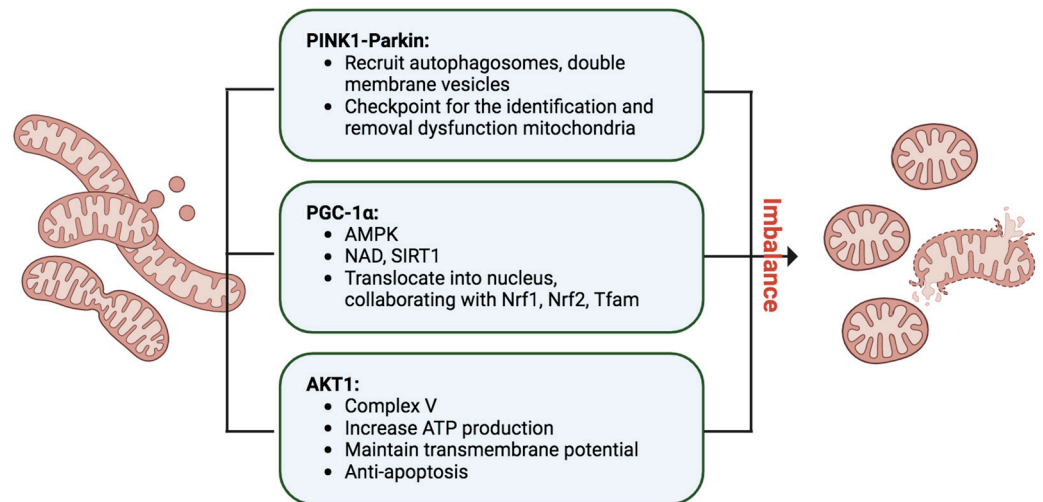 PINK1-Parkin:
• Recruit autophagosomes, double
membrane vesicles
• Checkpoint for the identification and
removal dysfunction mitochondria
PGC-1α:
• AMPK
• NAD, SIRT1
• Translocate into nucleus,
collaborating with Nrf1, Nrf2, Tfam
Imbalance
AKT1:
• Complex V
• Increase ATP production
• Maintain transmembrane potential
• Anti-apoptosis